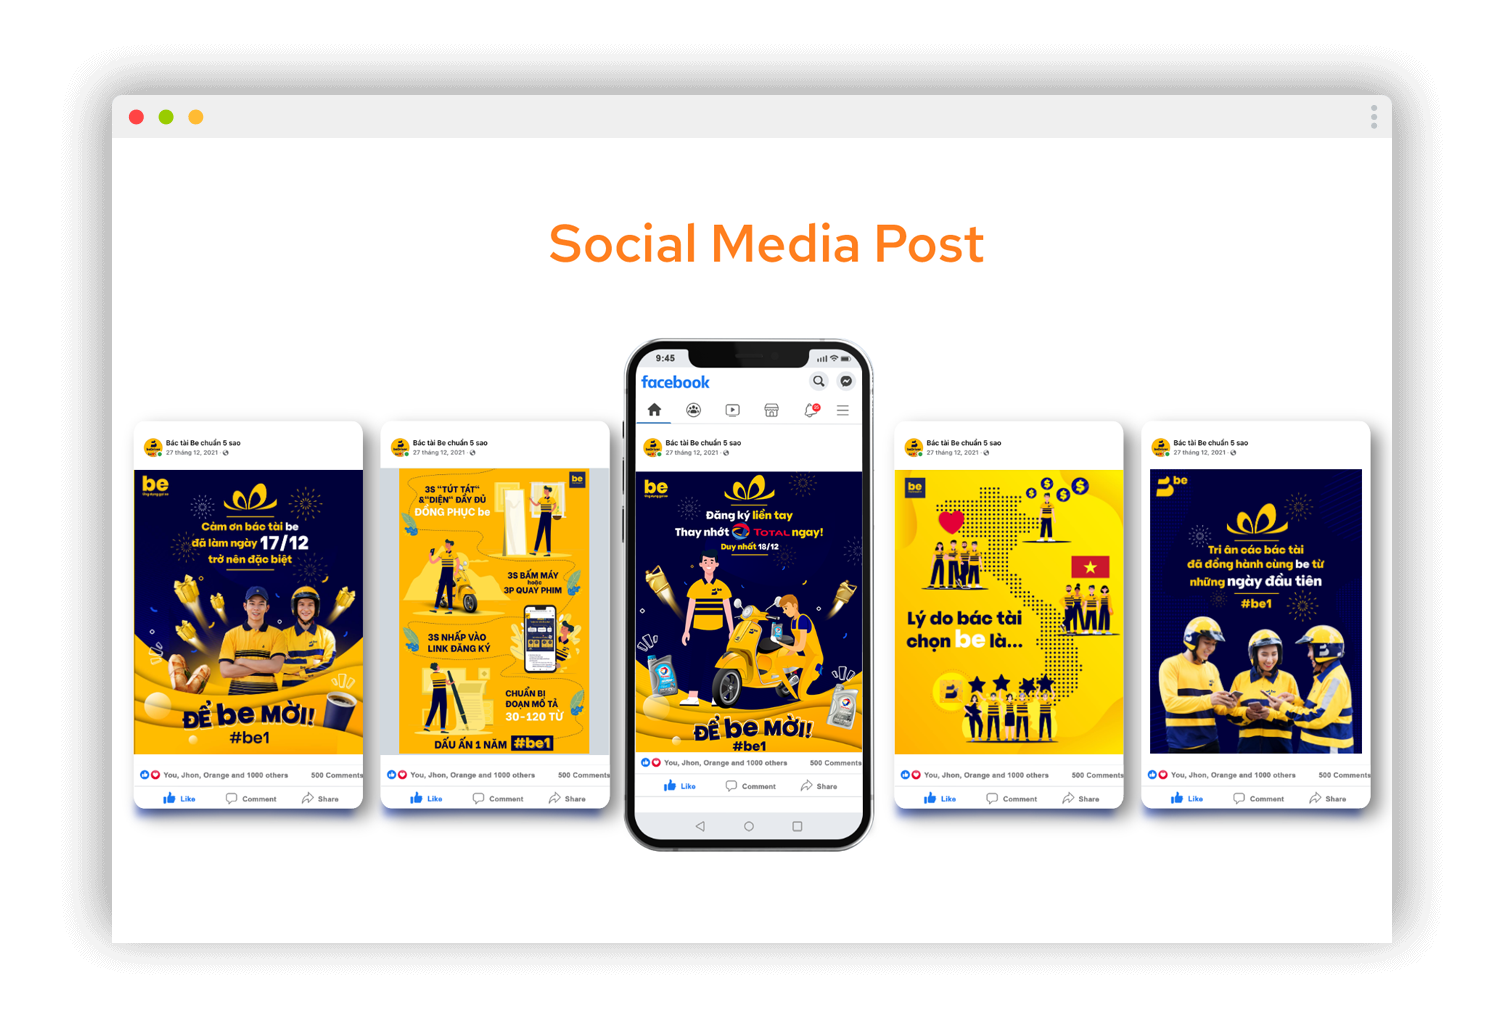 Social Media Post
Bác tài Be chuẩn 5 sao
27 tháng 12, 2021
be
Cảm ơn bác tài be
đã làm ngày 17/12
trở nên đặc biệt
ĐỂ be MỜI!
#be1
You, Jhon, Orange and 1000 others
500 Comments
Like
Comment
Share
Bác tài Be chuẩn 5 sao
27 tháng 12, 2021
be
3S "TÚT TÁT"
&"DIỆN" ĐẦY ĐỦ
ĐỒNG PHỤC be
3S BẤM MÁY
hoặc
3P QUAY PHIM
3S NHẤP VÀO
LINK ĐĂNG KÝ
CHUẨN BỊ
ĐOẠN MÔ TẢ
30-120 TỪ
DẤU ẤN 1 NĂM #be1
You, Jhon, Orange and 1000 others
500 Comments
Like
Comment
Share
9:45
facebook
Bác tài Be chuẩn 5 sao
27 tháng 12, 2021
be
Đăng ký liền tay
Thay nhớt TOTAL ngay!
Duy nhất 18/12
ĐỂ be MỜI!
#be1
You, Jhon, Orange and 1000 others
500 Comments
Like
Comment
Share
Bác tài Be chuẩn 5 sao
27 tháng 12, 2021
be
Lý do bác tài
chọn be là...
You, Jhon, Orange and 1000 others
500 Comments
Like
Comment
Share
Bác tài Be chuẩn 5 sao
27 tháng 12, 2021
be
Tri ân các bác tài
đã đồng hành cùng be từ
những ngày đầu tiên
#be1
You, Jhon, Orange and 1000 others
500 Comments
Like
Comment
Share